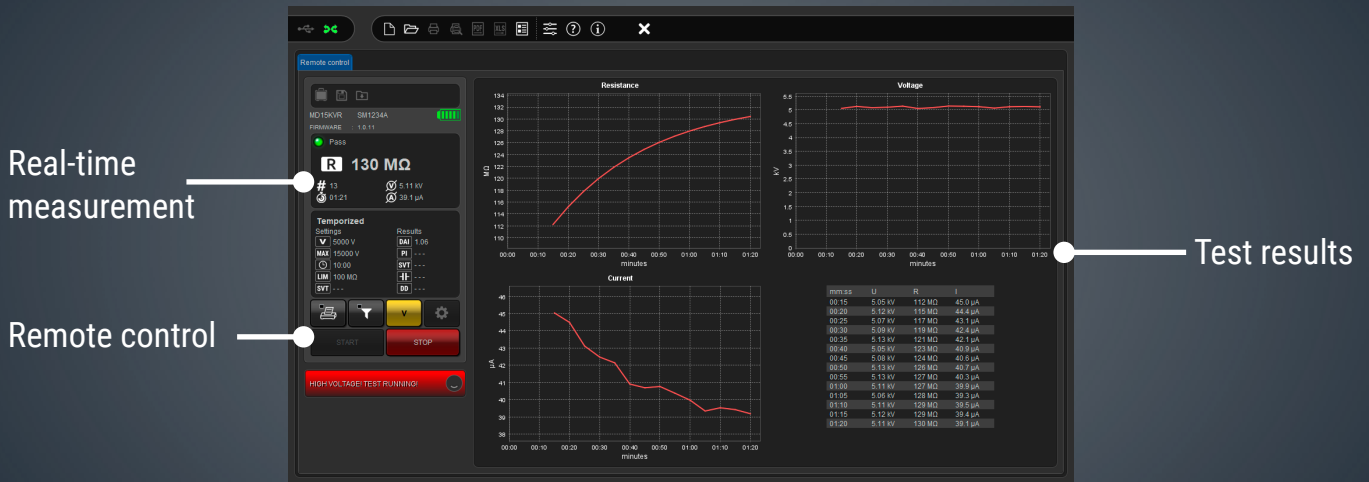 Real-time
measurement
Remote control
Test results
PDF
XLS
Remote control
MD15KVR SM1234A
FIRMWARE : 1.0.11
Pass
R 130 MΩ
# 13 V 5.11 kV
01:21 A 39.1 µA
Temporized
Settings Results
V 5000 V DAI 1.06
MAX 15000 V PI ---
10:00 SVT ---
LIM 100 MΩ ---
SVT --- DD ---
V
START STOP
HIGH VOLTAGE! TEST RUNNING!
Resistance
134
132
130
128
126
124
122
120
118
116
114
112
110
MΩ
00:00 00:10 00:20 00:30 00:40 00:50 01:00 01:10 01:20
minutes
Voltage
5.5
5
4.5
4
3.5
3
2.5
2
1.5
1
0.5
0
kV
00:00 00:10 00:20 00:30 00:40 00:50 01:00 01:10 01:20
minutes
Current
46
45
44
43
42
41
40
39
38
µA
00:00 00:10 00:20 00:30 00:40 00:50 01:00 01:10 01:20
minutes
mm:ss U R I
00:15 5.05 kV 112 MΩ 45.0 µA
00:20 5.12 kV 115 MΩ 44.4 µA
00:25 5.07 kV 117 MΩ 43.1 µA
00:30 5.09 kV 119 MΩ 42.4 µA
00:35 5.13 kV 121 MΩ 42.1 µA
00:40 5.05 kV 123 MΩ 40.9 µA
00:45 5.08 kV 124 MΩ 40.6 µA
00:50 5.13 kV 126 MΩ 40.7 µA
00:55 5.13 kV 127 MΩ 40.3 µA
01:00 5.11 kV 127 MΩ 39.9 µA
01:05 5.06 kV 128 MΩ 39.3 µA
01:10 5.11 kV 129 MΩ 39.5 µA
01:15 5.12 kV 129 MΩ 39.4 µA
01:20 5.11 kV 130 MΩ 39.1 µA